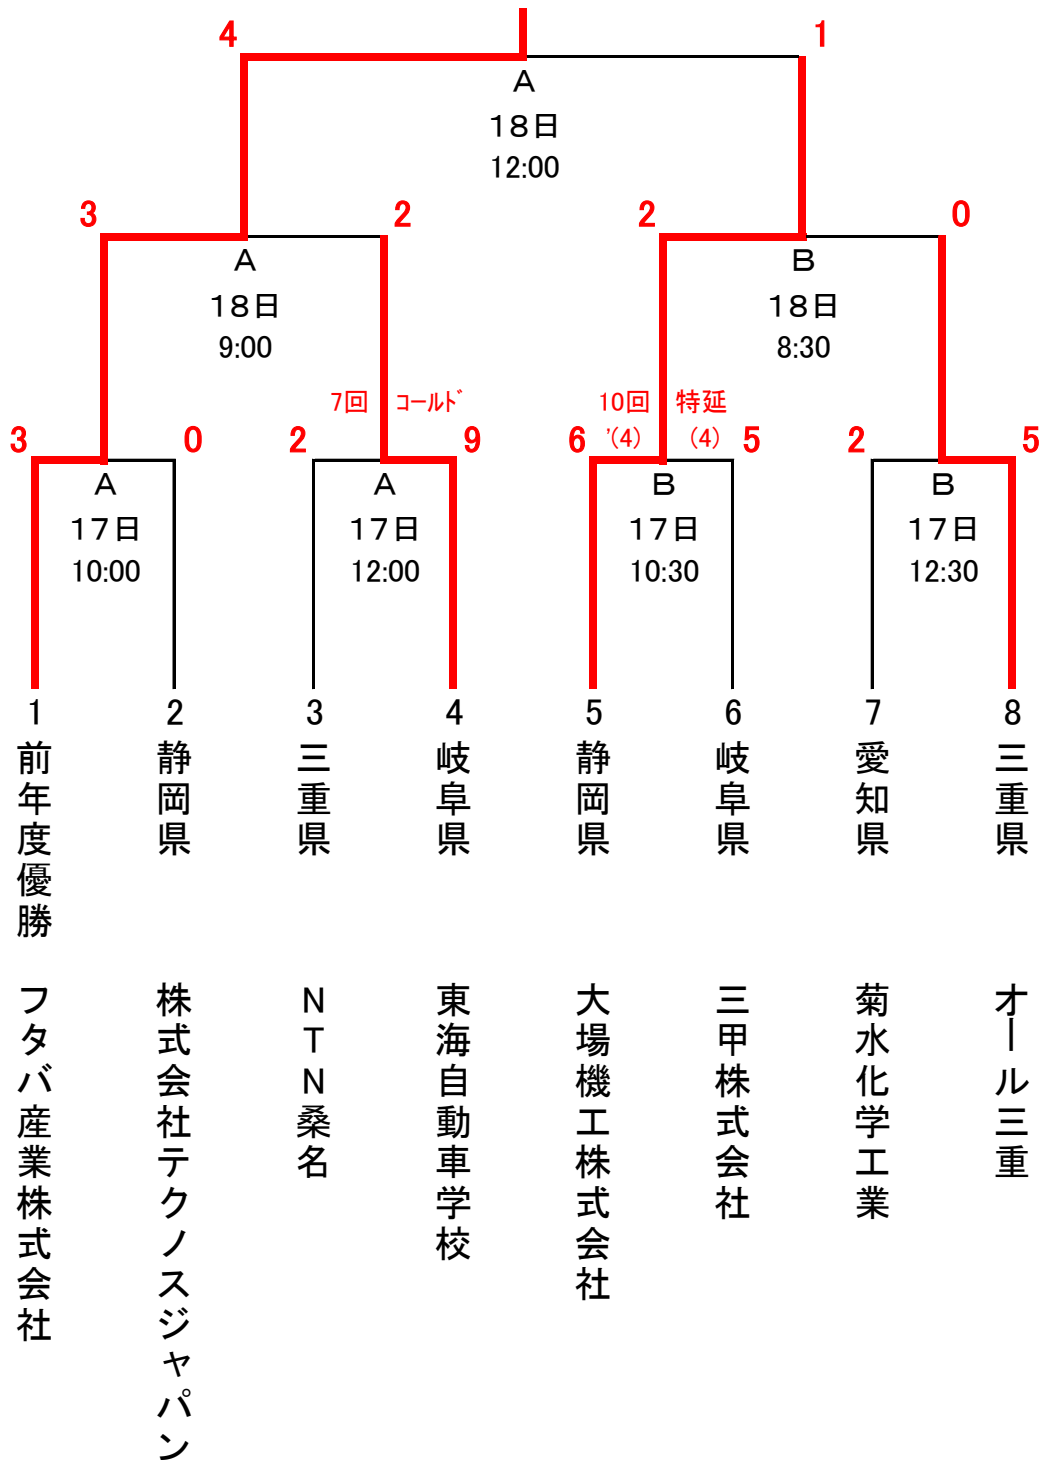 4
1
A
18日
12:00
3
2
2
0
A
18日
9:00
B
18日
8:30
7回 コールド
10回 特延
3
0
2
9
6
'(4)
(4)
5
2
5
A
17日
10:00
A
17日
12:00
B
17日
10:30
B
17日
12:30
1
前年度優勝 フタバ産業株式会社
2
静岡県 株式会社テクノスジャパン
3
三重県 NTN桑名
4
岐阜県 東海自動車学校
5
静岡県 大場機工株式会社
6
岐阜県 三甲株式会社
7
愛知県 菊水化学工業
8
三重県 オール三重